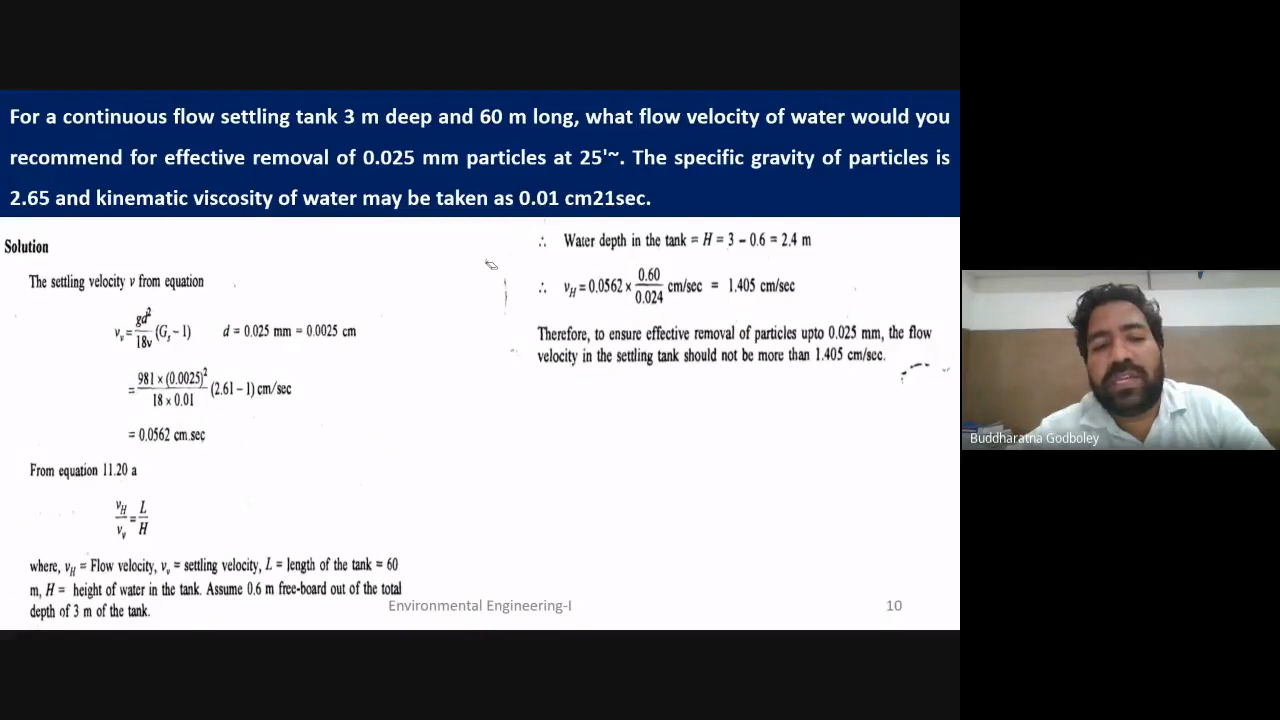 For a continuous flow settling tank 3 m deep and 60 m long, what flow velocity of water would you
recommend for effective removal of 0.025 mm particles at 25'~. The specific gravity of particles is
2.65 and kinematic viscosity of water may be taken as 0.01 cm21sec.
Solution
The settling velocity v from equation
v_v = gd²/18v (G_s − 1) d = 0.025 mm = 0.0025 cm
= 981 × (0.0025)²/18 × 0.01 (2.61 − 1) cm/sec
= 0.0562 cm.sec
From equation 11.20 a
v_H/v_v = L/H
where, v_H = Flow velocity, v_v = settling velocity, L = length of the tank = 60
m, H = height of water in the tank. Assume 0.6 m free-board out of the total
depth of 3 m of the tank.
∴ Water depth in the tank = H = 3 − 0.6 = 2.4 m
∴ v_H = 0.0562 × 0.60/0.024 cm/sec = 1.405 cm/sec
Therefore, to ensure effective removal of particles upto 0.025 mm, the flow
velocity in the settling tank should not be more than 1.405 cm/sec.
Environmental Engineering-I
10
Buddharatna Godboley